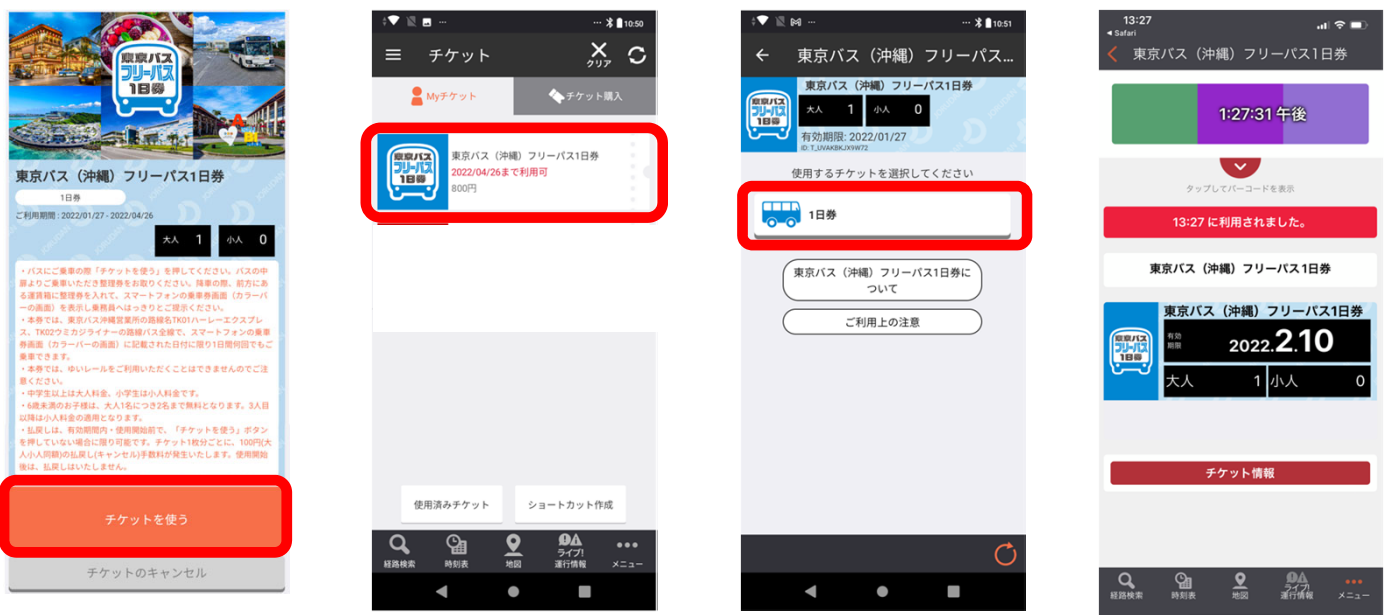 東京バス
フリーパス
1日券
東京バス（沖縄）フリーパス1日券
1日券
ご利用期間 : 2022/01/27 - 2022/04/26
大人 1 小人 0
・バスにご乗車の際「チケットを使う」を押してください。バスの中
扉よりご乗車いただき整理券をお取りください。降車の際、前方にあ
る運賃箱に整理券を入れて、スマートフォンの乗車券画面（カラーバ
ーの画面）を表示し乗務員へはっきりとご提示ください。
・本券では、東京バス沖縄営業所の路線名TK01ハーレーエクスプレ
ス、TK02ウミカジライナーの路線バス全線で、スマートフォンの乗車
券画面（カラーバーの画面）に記載された日付に限り1日間何回でもご
乗車できます。
・本券では、ゆいレールをご利用いただくことはできませんのでご注
意ください。
・中学生以上は大人料金。小学生は小人料金です。
・6歳未満のお子様は、大人1名につき2名まで無料となります。3人目
以降は小人料金の適用となります。
・払戻しは、有効期間内・使用開始前で、「チケットを使う」ボタン
を押していない場合に限り可能です。チケット1枚分ごとに、100円(大
人小人同額)の払戻し(キャンセル)手数料が発生いたします。使用開始
後は、払戻しはいたしません。
チケットを使う
チケットのキャンセル
10:50
チケット
クリア
Myチケット
チケット購入
東京バス
フリーパス
1日券
東京バス（沖縄）フリーパス1日券
2022/04/26まで利用可
800円
使用済みチケット
ショートカット作成
経路検索
時刻表
地図
ライブ!
運行情報
メニュー
10:51
東京バス（沖縄）フリーパス...
東京バス
フリーパス
1日券
東京バス（沖縄）フリーパス1日券
大人 1 小人 0
有効期限: 2022/01/27
ID: T_UVAKBKJX9W72
使用するチケットを選択してください
1日券
東京バス（沖縄）フリーパス1日券に
ついて
ご利用上の注意
13:27
◀ Safari
東京バス（沖縄）フリーパス1日券
1:27:31 午後
タップしてバーコードを表示
13:27 に利用されました。
東京バス（沖縄）フリーパス1日券
東京バス
フリーパス
1日券
東京バス（沖縄）フリーパス1日券
有効
期限
2022.2.10
大人 1 小人 0
チケット情報
経路検索
時刻表
地図
ライブ!
運行情報
メニュー